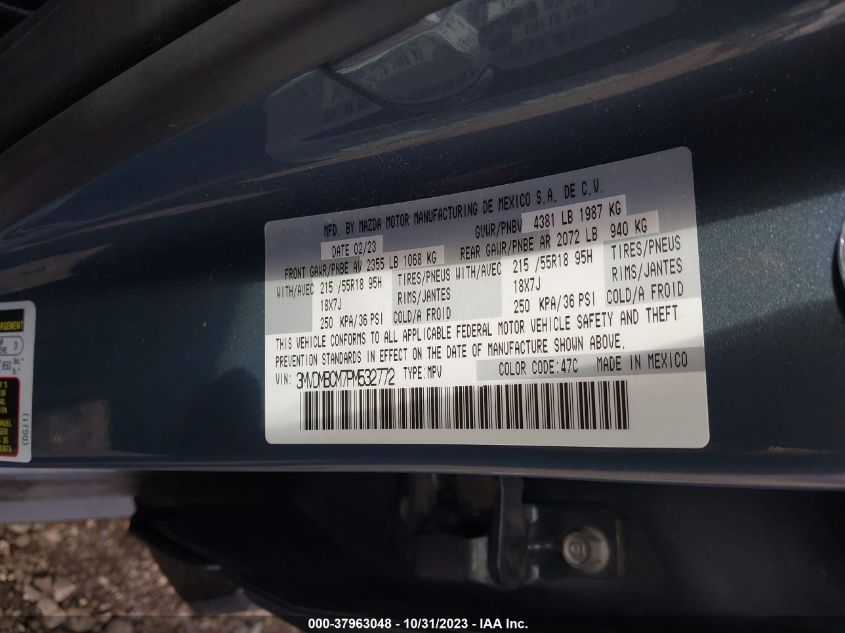 MFD. BY MAZDA MOTOR MANUFACTURING DE MEXICO S.A. DE C.V.
DATE 02/23 GVWR/PNBV 4381 LB 1987 KG
FRONT GAWR/PNBE AV 2355 LB 1068 KG REAR GAWR/PNBE AR 2072 LB 940 KG
WITH/AVEC 215 /55R18 95H TIRES/PNEUS WITH/AVEC 215 /55R18 95H TIRES/PNEUS
18X7J RIMS/JANTES 18X7J RIMS/JANTES
250 KPA/36 PSI COLD/A FROID 250 KPA/36 PSI COLD/A FROID
THIS VEHICLE CONFORMS TO ALL APPLICABLE FEDERAL MOTOR VEHICLE SAFETY AND THEFT
PREVENTION STANDARDS IN EFFECT ON THE DATE OF MANUFACTURE SHOWN ABOVE.
VIN: 3MVDMBCM7PM532772 TYPE: MPV COLOR CODE: 47C MADE IN MEXICO
(DGJ1)
000-37963048 - 10/31/2023 - IAA Inc.